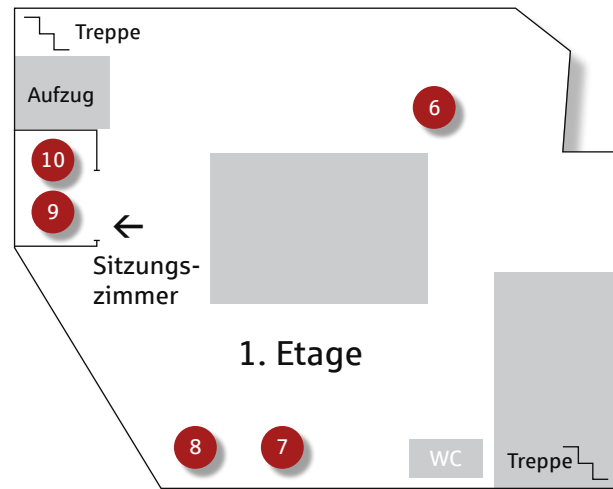 Treppe
Aufzug
6
10
9
←
Sitzungs-
zimmer
1. Etage
8
7
WC
Treppe